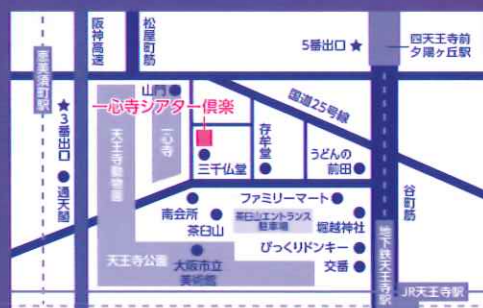 阪神高速
松屋町筋
5番出口 ★
四天王寺前
夕陽ヶ丘駅
恵美須町駅
山門
国道25号線
一心寺シアター倶楽
★3番出口
天王寺動物園
一心寺
存牟堂
うどんの
前田
三千仏堂
通天閣
谷町筋
ファミリーマート
南会所
茶臼山エントランス
駐車場
堀越神社
茶臼山
地下鉄天王寺駅
びっくりドンキー
天王寺公園
大阪市立
美術館
交番
JR天王寺駅